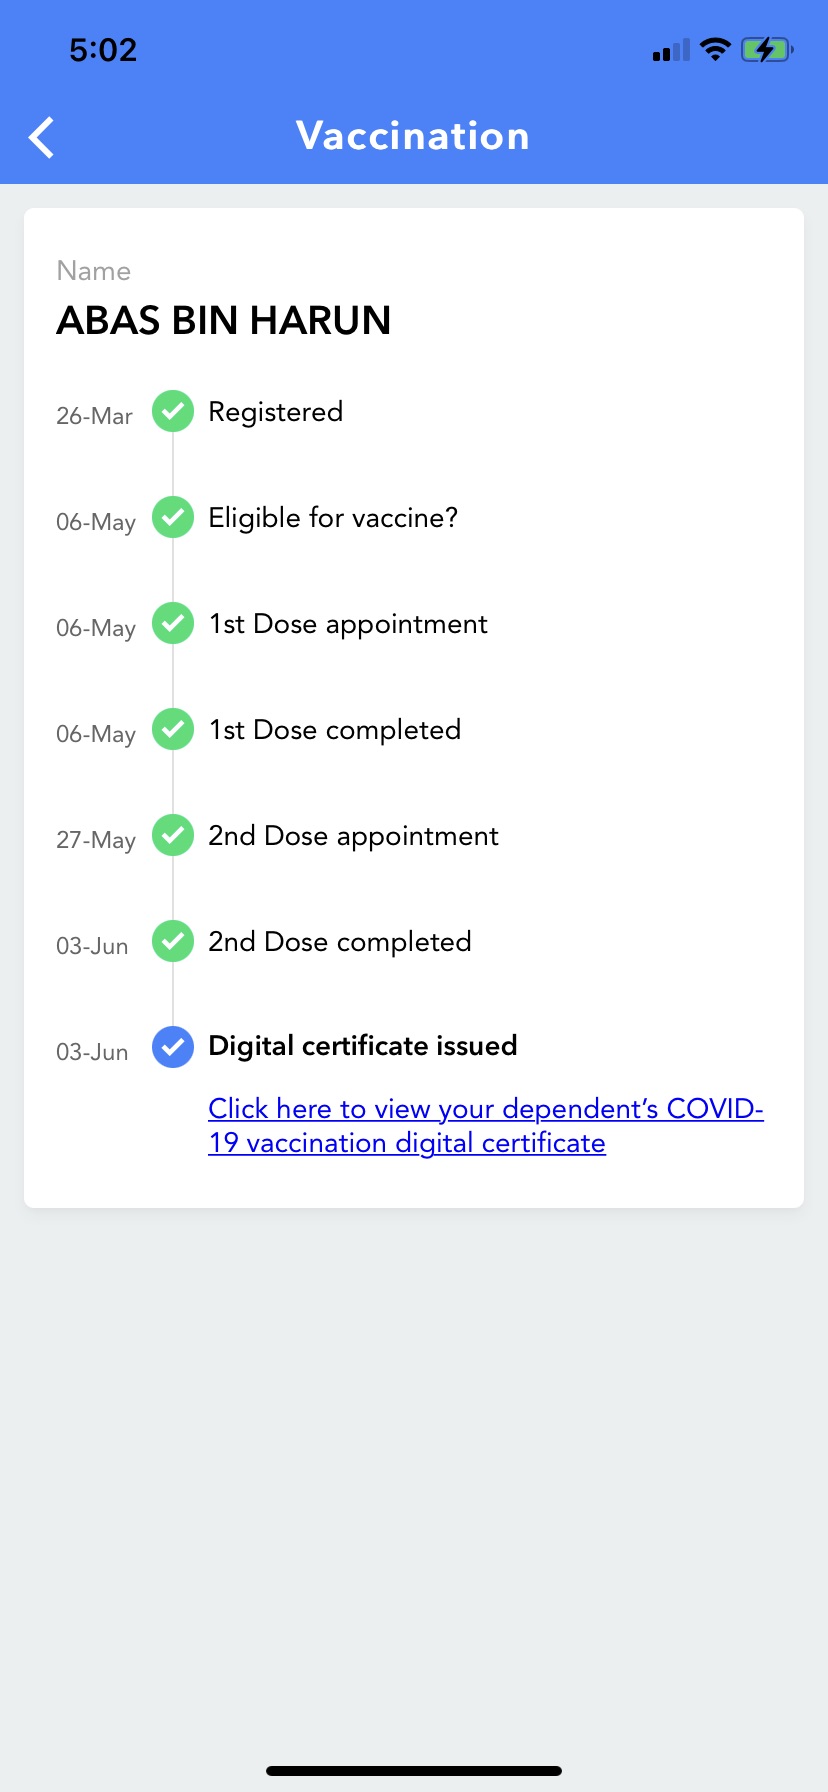 5:02
Vaccination
Name
ABAS BIN HARUN
26-Mar Registered
06-May Eligible for vaccine?
06-May 1st Dose appointment
06-May 1st Dose completed
27-May 2nd Dose appointment
03-Jun 2nd Dose completed
03-Jun Digital certificate issued
Click here to view your dependent’s COVID-
19 vaccination digital certificate